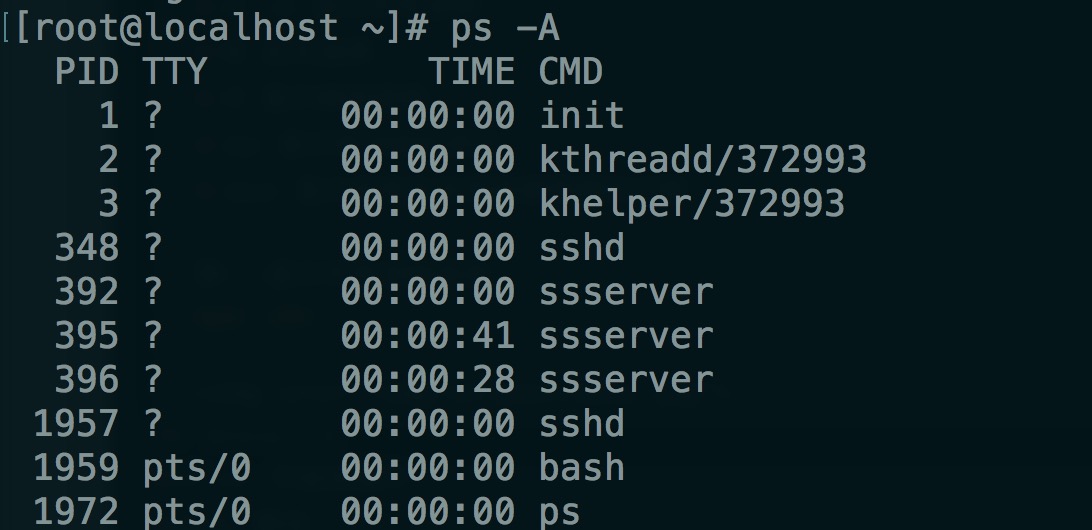 [[root@localhost ~]# ps -A
  PID TTY          TIME CMD
    1 ?        00:00:00 init
    2 ?        00:00:00 kthreadd/372993
    3 ?        00:00:00 khelper/372993
  348 ?        00:00:00 sshd
  392 ?        00:00:00 ssserver
  395 ?        00:00:41 ssserver
  396 ?        00:00:28 ssserver
 1957 ?        00:00:00 sshd
 1959 pts/0    00:00:00 bash
 1972 pts/0    00:00:00 ps